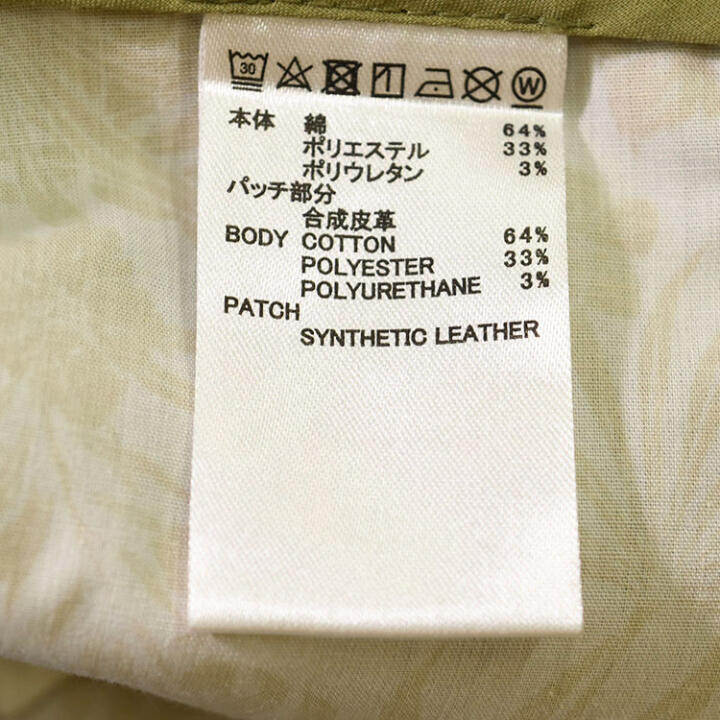 30 W
本体 綿 64%
ポリエステル 33%
ポリウレタン 3%
パッチ部分
合成皮革
BODY COTTON 64%
POLYESTER 33%
POLYURETHANE 3%
PATCH
SYNTHETIC LEATHER